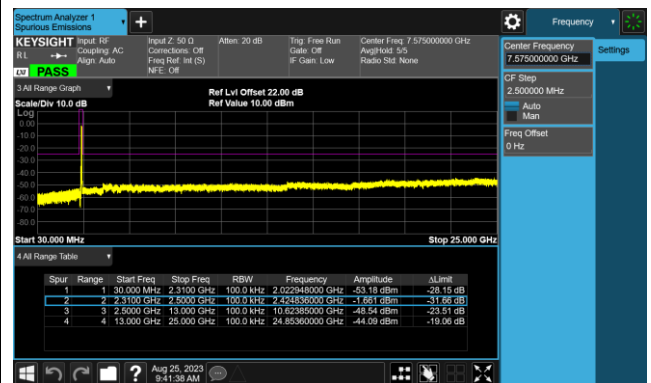 Spectrum Analyzer 1
Spurious Emissions
Frequency
KEYSIGHT
Input: RF
Input Z: 50 Ω
Atten: 20 dB
Trig: Free Run
Center Freq: 7.575000000 GHz
RL
Coupling: AC
Corrections: Off
Gate: Off
Avg|Hold: 5/5
Align: Auto
Freq Ref: Int (S)
IF Gain: Low
Radio Std: None
LXI
PASS
NFE: Off
Center Frequency
7.575000000 GHz
Settings
CF Step
2.500000 MHz
Auto
Man
Freq Offset
0 Hz
3 All Range Graph
Ref Lvl Offset 22.00 dB
Scale/Div 10.0 dB
Ref Value 10.00 dBm
Log
0.00
-10.0
-20.0
-30.0
-40.0
-50.0
-60.0
-70.0
-80.0
Start 30.000 MHz
Stop 25.000 GHz
4 All Range Table
Spur Range Start Freq Stop Freq RBW Frequency Amplitude ΔLimit
1 1 30.000 MHz 2.3100 GHz 100.0 kHz 2.022948000 GHz -53.18 dBm -28.15 dB
2 2 2.3100 GHz 2.5000 GHz 100.0 kHz 2.424836000 GHz -1.661 dBm -31.66 dB
3 3 2.5000 GHz 13.000 GHz 100.0 kHz 10.62385000 GHz -48.54 dBm -23.51 dB
4 4 13.000 GHz 25.000 GHz 100.0 kHz 24.85360000 GHz -44.09 dBm -19.06 dB
?
Aug 25, 2023
9:41:38 AM